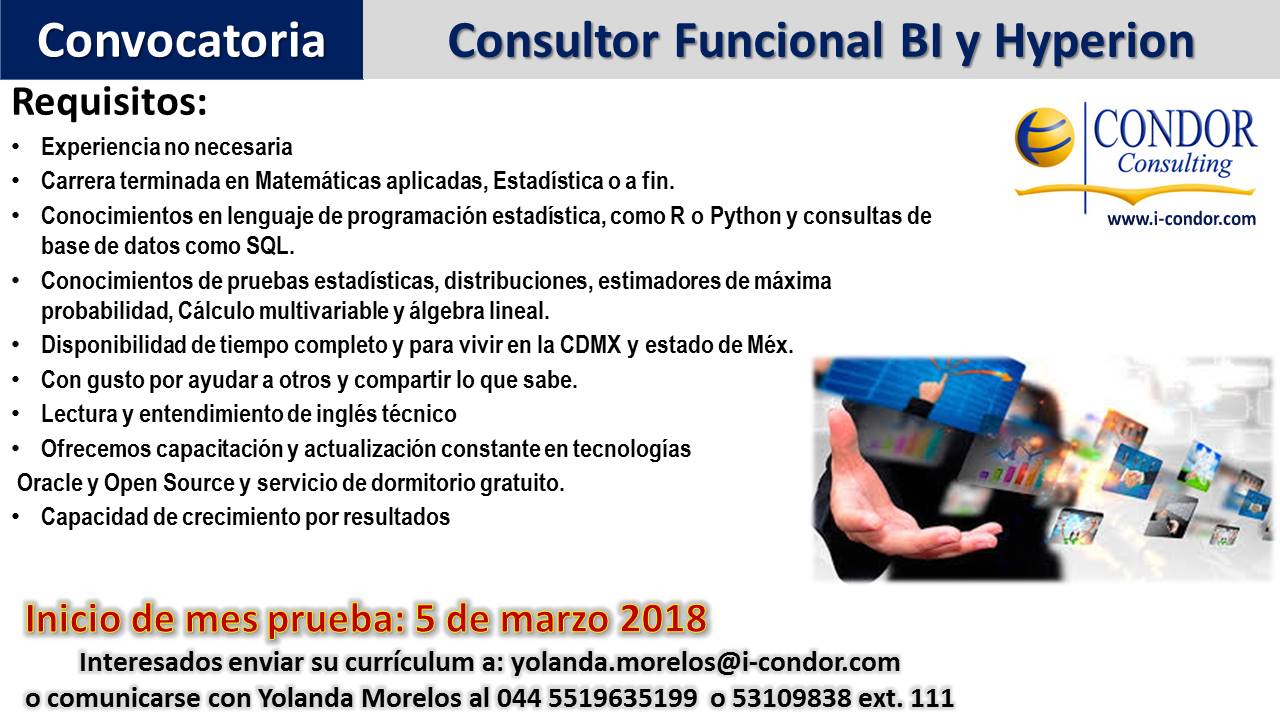 Convocatoria
Consultor Funcional BI y Hyperion
Requisitos:
CONDOR
Consulting
www.i-condor.com
• Experiencia no necesaria
• Carrera terminada en Matemáticas aplicadas, Estadística o a fin.
• Conocimientos en lenguaje de programación estadística, como R o Python y consultas de
base de datos como SQL.
• Conocimientos de pruebas estadísticas, distribuciones, estimadores de máxima
probabilidad, Cálculo multivariable y álgebra lineal.
• Disponibilidad de tiempo completo y para vivir en la CDMX y estado de Méx.
• Con gusto por ayudar a otros y compartir lo que sabe.
• Lectura y entendimiento de inglés técnico
• Ofrecemos capacitación y actualización constante en tecnologías
Oracle y Open Source y servicio de dormitorio gratuito.
• Capacidad de crecimiento por resultados
Inicio de mes prueba: 5 de marzo 2018
Interesados enviar su currículum a: yolanda.morelos@i-condor.com
o comunicarse con Yolanda Morelos al 044 5519635199 o 53109838 ext. 111